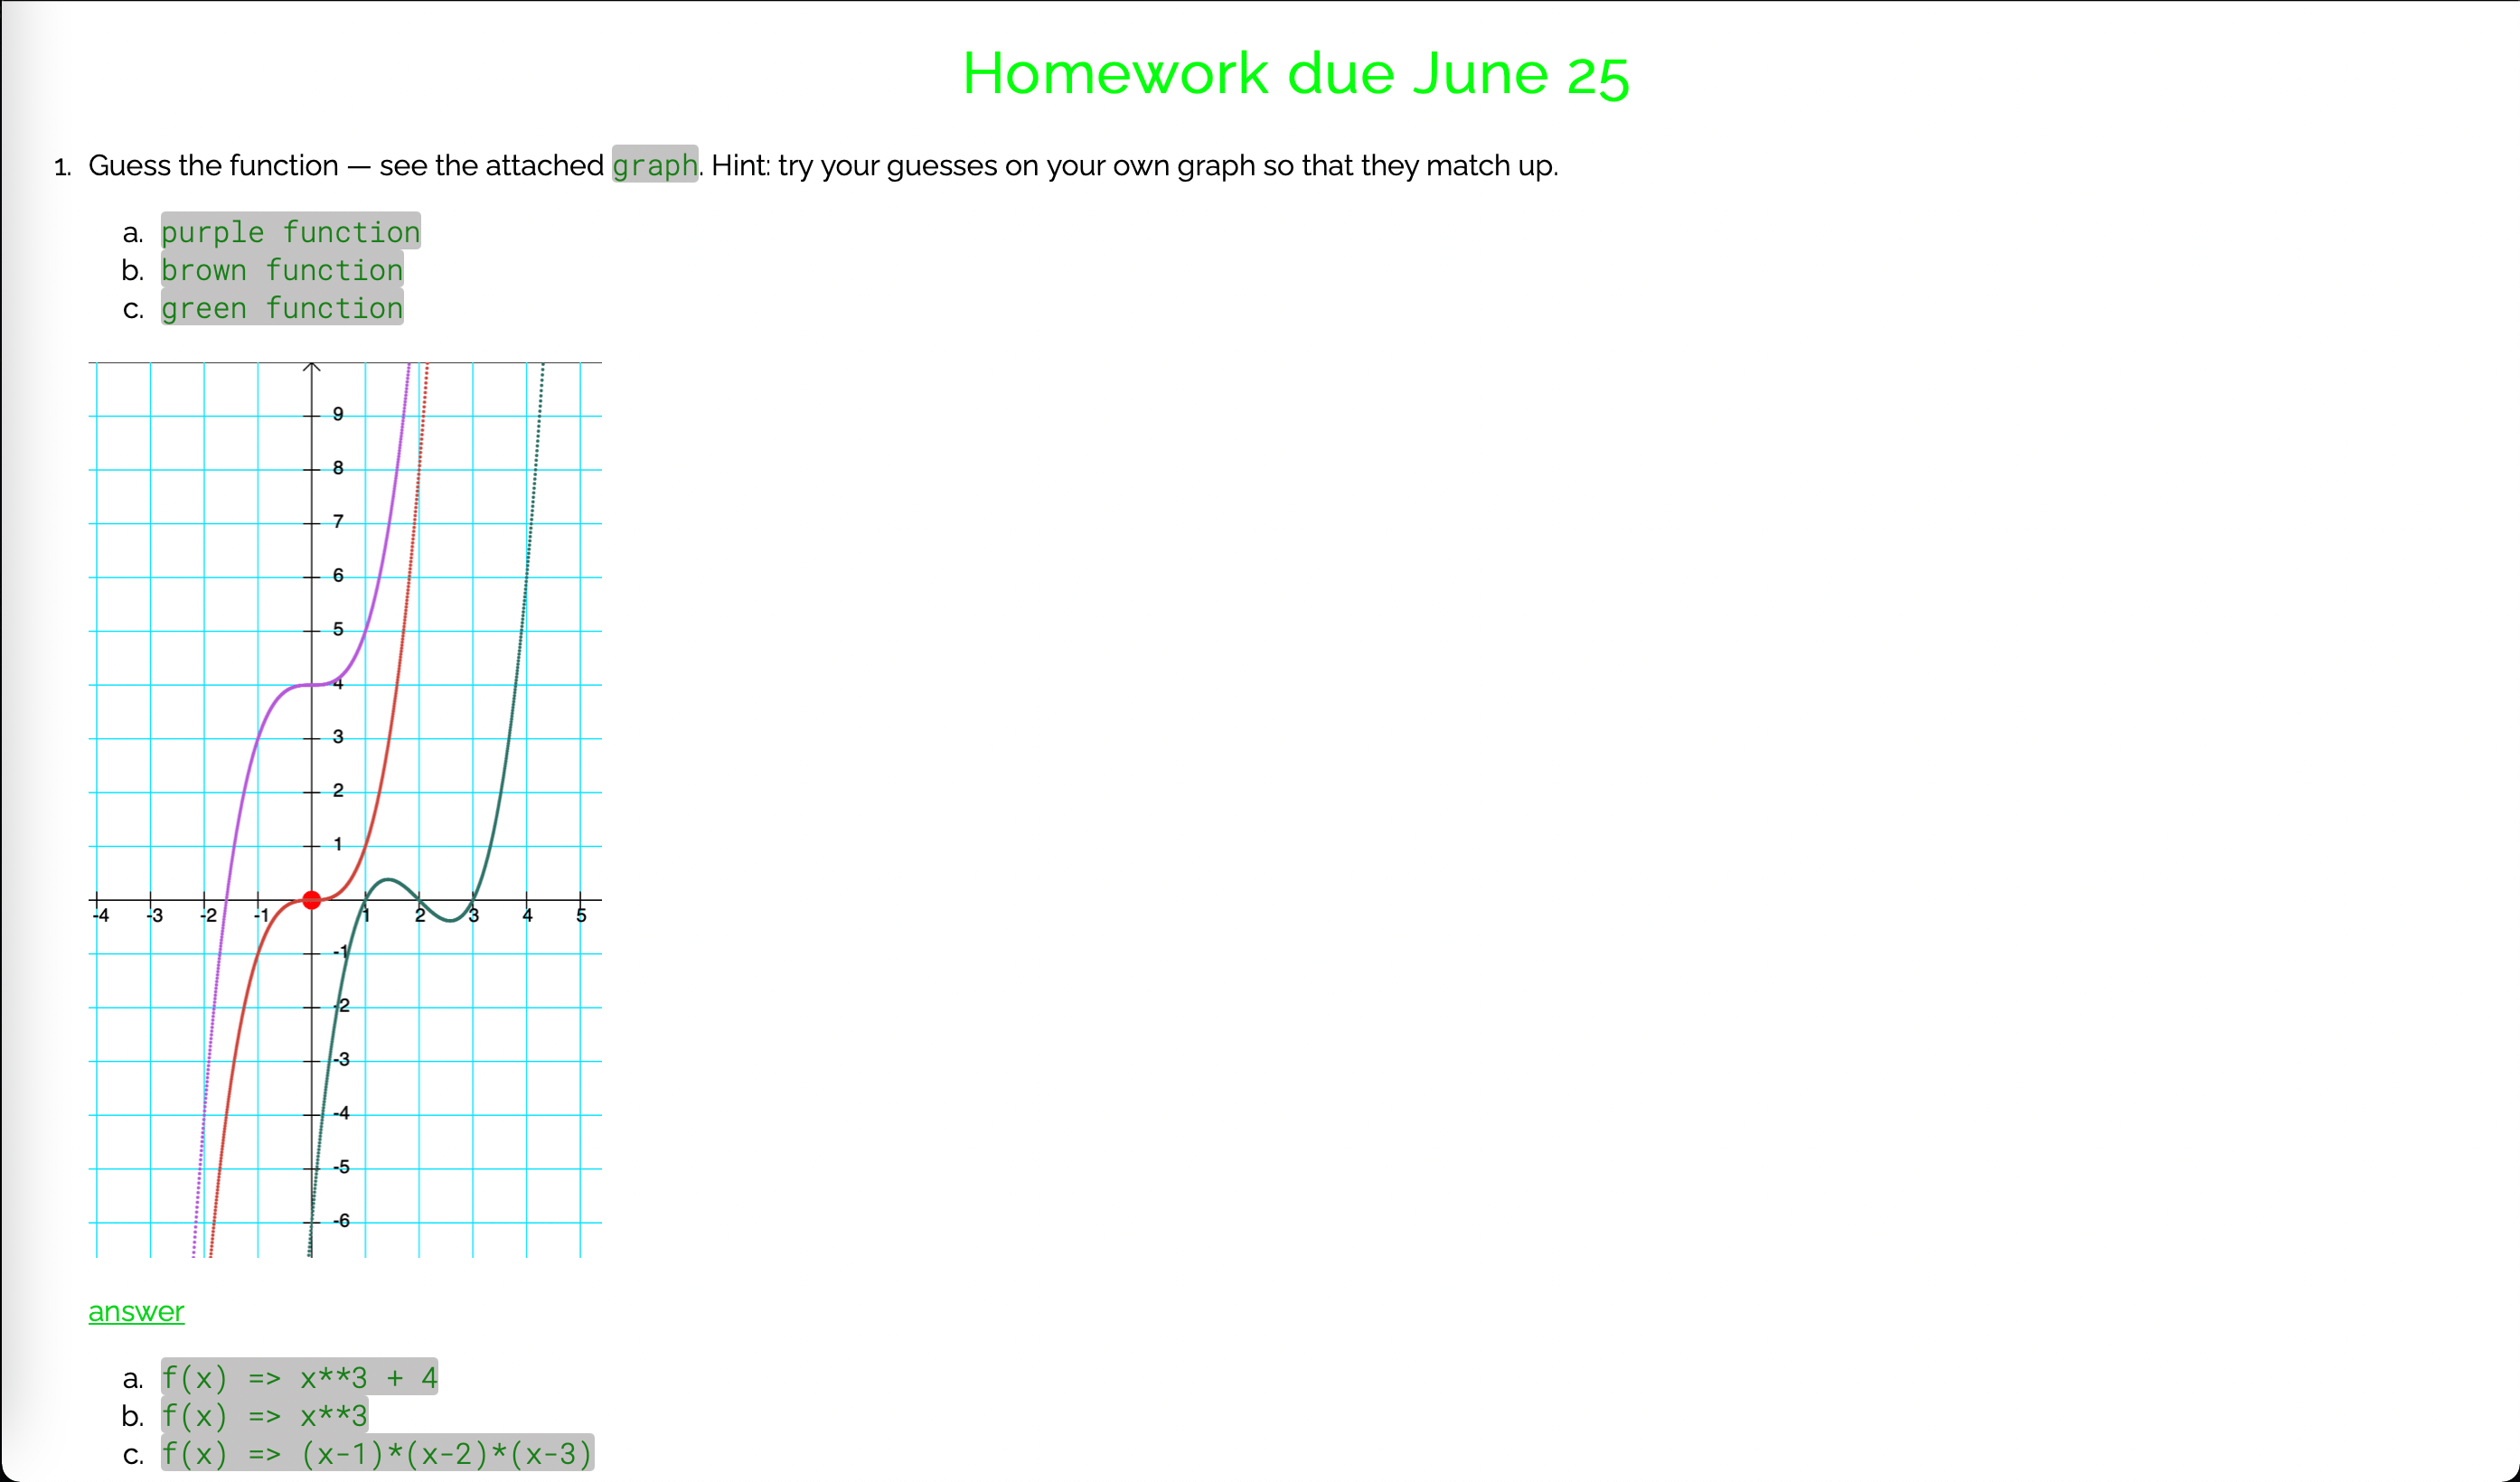 Homework due June 25
1. Guess the function — see the attached graph. Hint: try your guesses on your own graph so that they match up.
a. purple function
b. brown function
c. green function
9
8
7
6
5
4
3
2
1
-4 -3 -2 -1 1 2 3 4 5
-1
-2
-3
-4
-5
-6
answer
a. f(x) => x**3 + 4
b. f(x) => x**3
c. f(x) => (x-1)*(x-2)*(x-3)